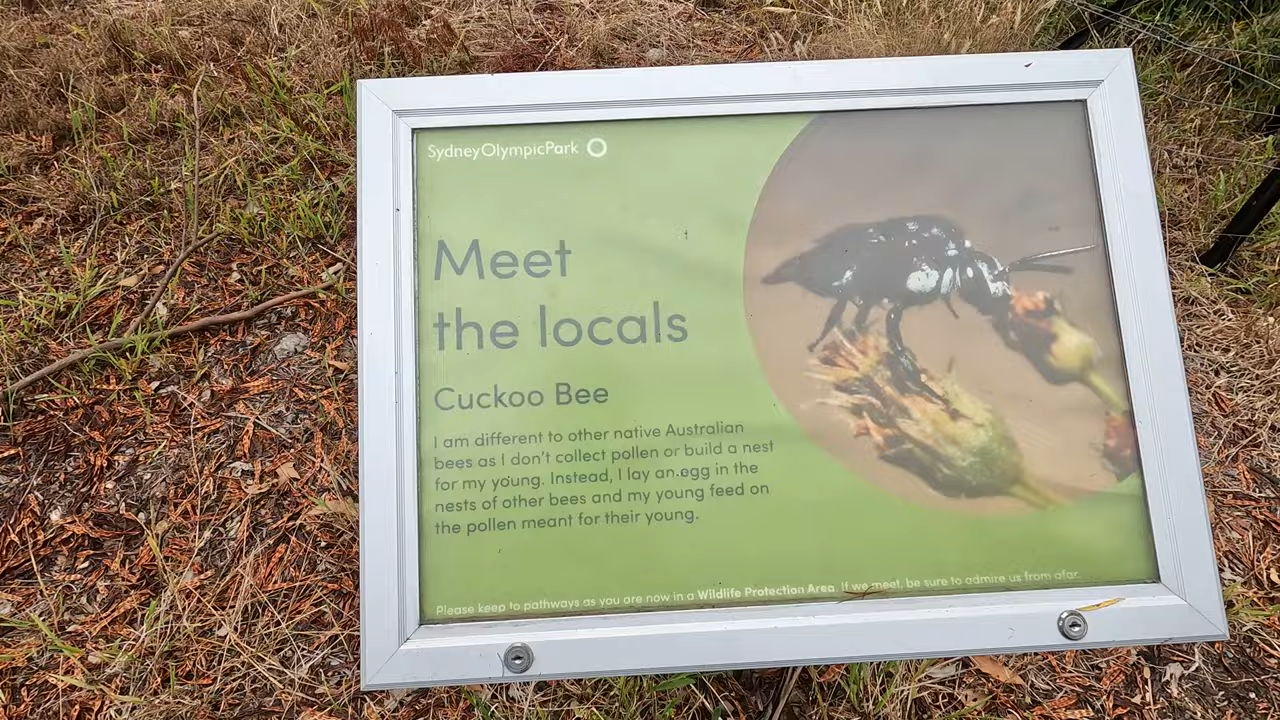 SydneyOlympicPark
Meet
the locals
Cuckoo Bee
I am different to other native Australian
bees as I don't collect pollen or build a nest
for my young. Instead, I lay an egg in the
nests of other bees and my young feed on
the pollen meant for their young.
Please keep to pathways as you are now in a Wildlife Protection Area. If we meet, be sure to admire us from afar.